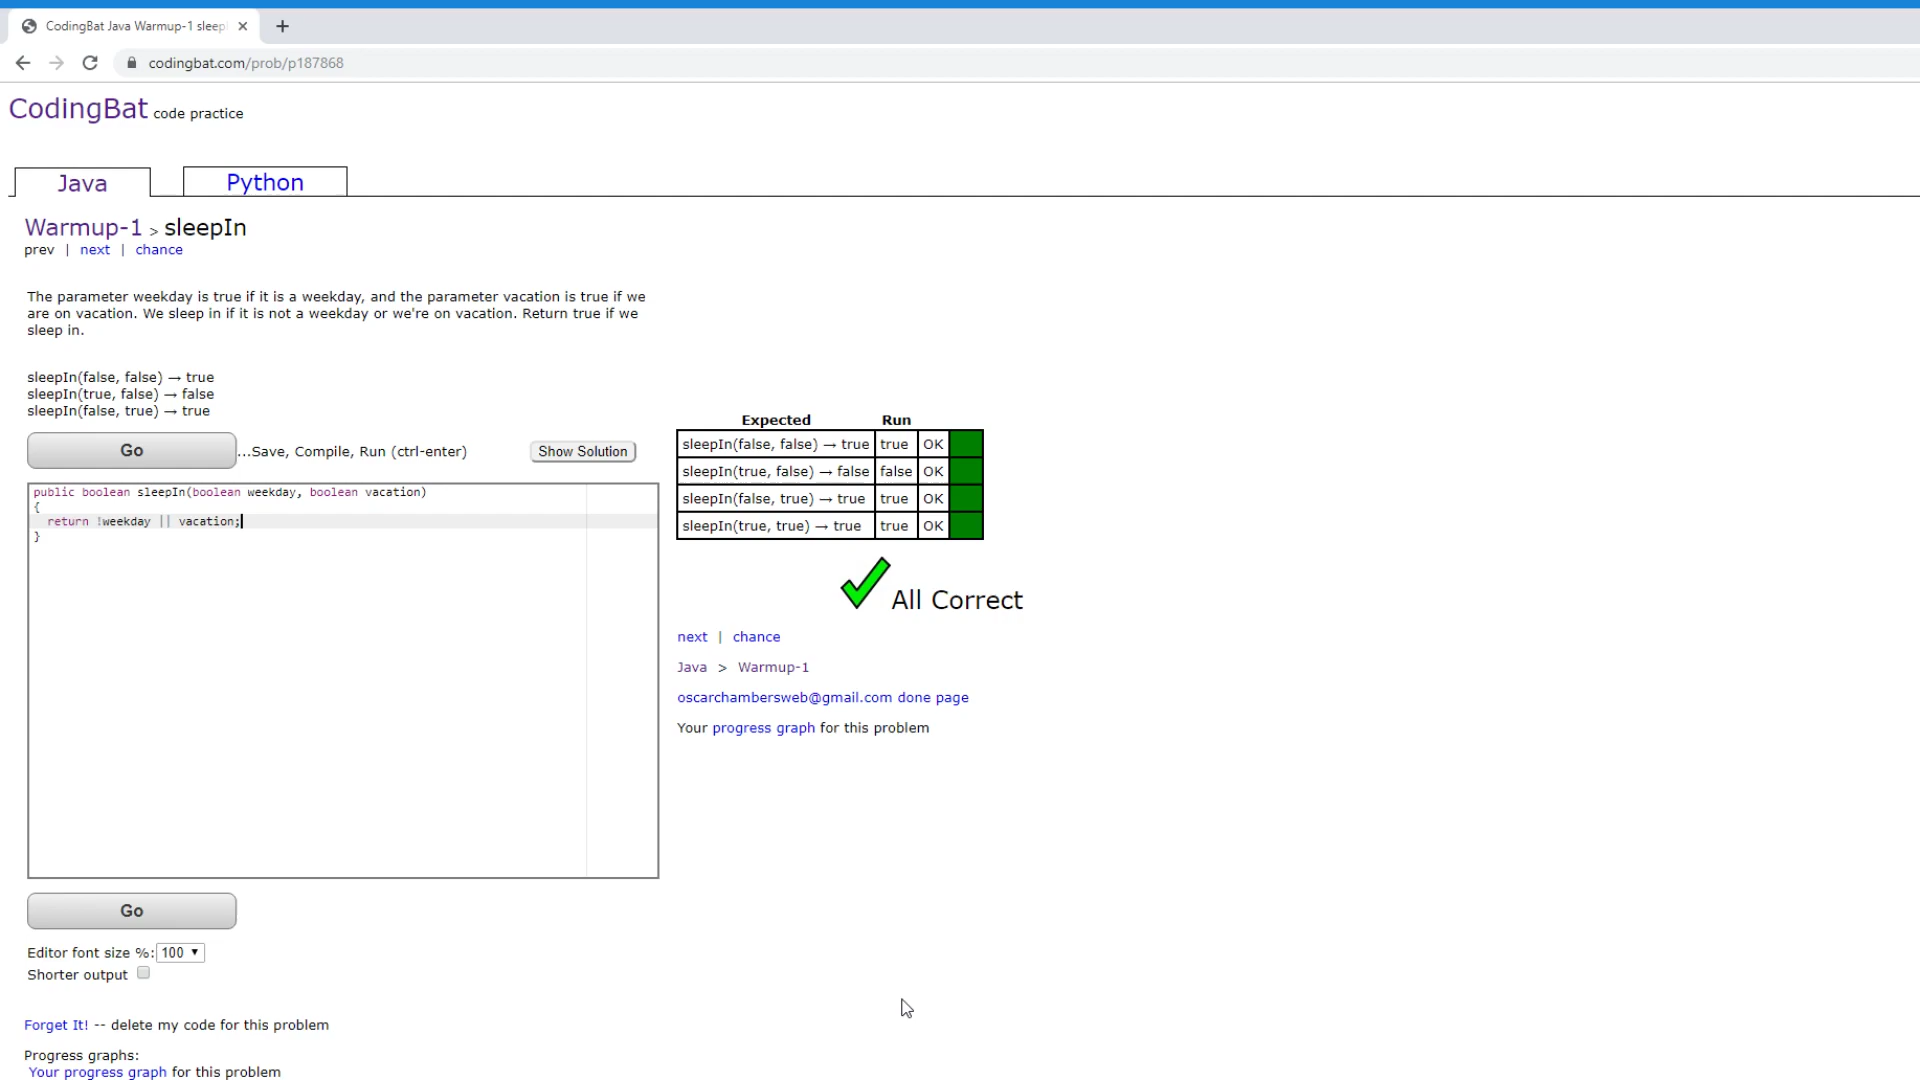 CodingBat Java Warmup-1 sleep
codingbat.com/prob/p187868
CodingBat code practice
Java
Python
Warmup-1 > sleepIn
prev | next | chance
The parameter weekday is true if it is a weekday, and the parameter vacation is true if we
are on vacation. We sleep in if it is not a weekday or we're on vacation. Return true if we
sleep in.
sleepIn(false, false) → true
sleepIn(true, false) → false
sleepIn(false, true) → true
Go
...Save, Compile, Run (ctrl-enter)
Show Solution
public boolean sleepIn(boolean weekday, boolean vacation)
{
return !weekday || vacation;
}
Expected Run
sleepIn(false, false) → true true OK
sleepIn(true, false) → false false OK
sleepIn(false, true) → true true OK
sleepIn(true, true) → true true OK
All Correct
next | chance
Java > Warmup-1
oscarchambersweb@gmail.com done page
Your progress graph for this problem
Go
Editor font size %: 100
Shorter output
Forget It! -- delete my code for this problem
Progress graphs:
Your progress graph for this problem